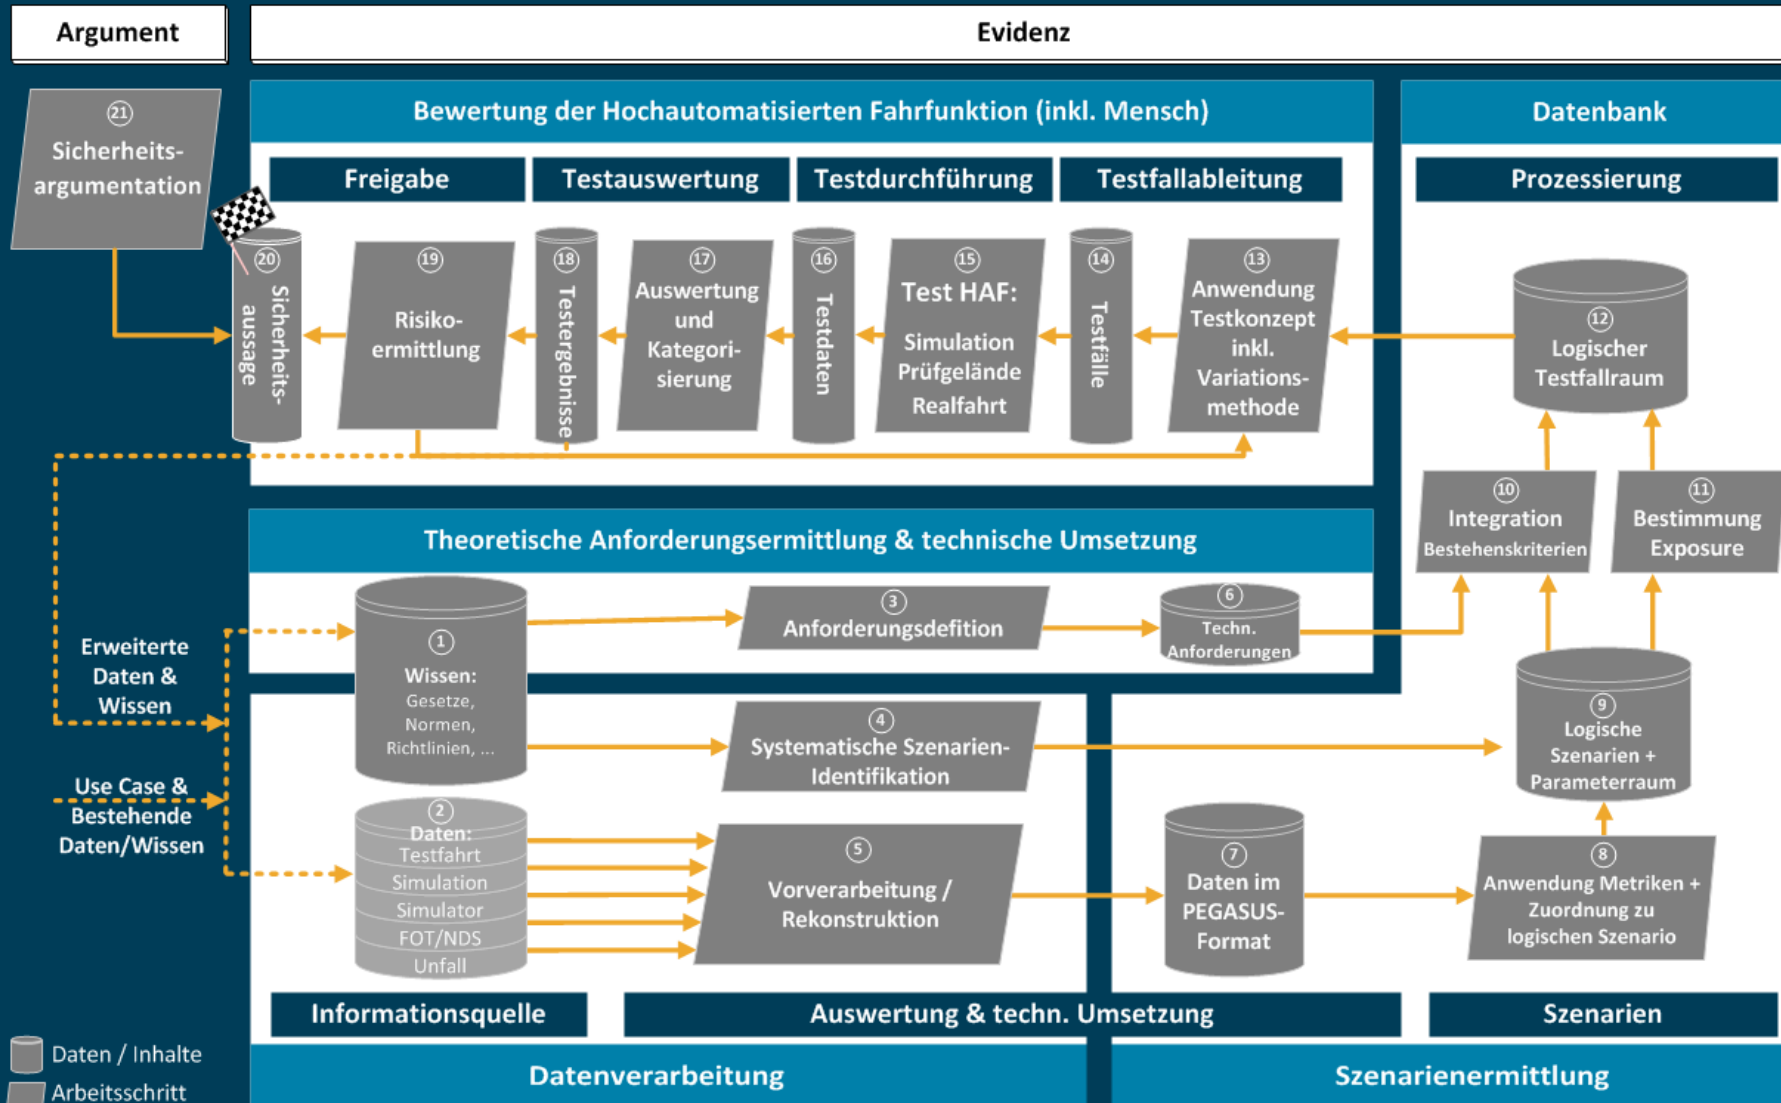 Argument
Evidenz
21
Sicherheits-
argumentation
Bewertung der Hochautomatisierten Fahrfunktion (inkl. Mensch)
Freigabe
Testauswertung
Testdurchführung
Testfallableitung
20
Sicherheits-
aussage
19
Risiko-
ermittlung
18
Testergebnisse
17
Auswertung
und
Kategori-
sierung
16
Testdaten
15
Test HAF:
Simulation
Prüfgelände
Realfahrt
14
Testfälle
13
Anwendung
Testkonzept
inkl.
Variations-
methode
Datenbank
Prozessierung
12
Logischer
Testfallraum
10
Integration
Bestehenskriterien
11
Bestimmung
Exposure
Theoretische Anforderungsermittlung & technische Umsetzung
1
Wissen:
Gesetze,
Normen,
Richtlinien, ...
3
Anforderungsdefition
6
Techn.
Anforderungen
Erweiterte
Daten &
Wissen
Use Case &
Bestehende
Daten/Wissen
4
Systematische Szenarien-
Identifikation
9
Logische
Szenarien +
Parameterraum
2
Daten:
Testfahrt
Simulation
Simulator
FOT/NDS
Unfall
5
Vorverarbeitung /
Rekonstruktion
7
Daten im
PEGASUS-
Format
8
Anwendung Metriken +
Zuordnung zu
logischen Szenario
Informationsquelle
Auswertung & techn. Umsetzung
Szenarien
Datenverarbeitung
Szenarienermittlung
Daten / Inhalte
Arbeitsschritt